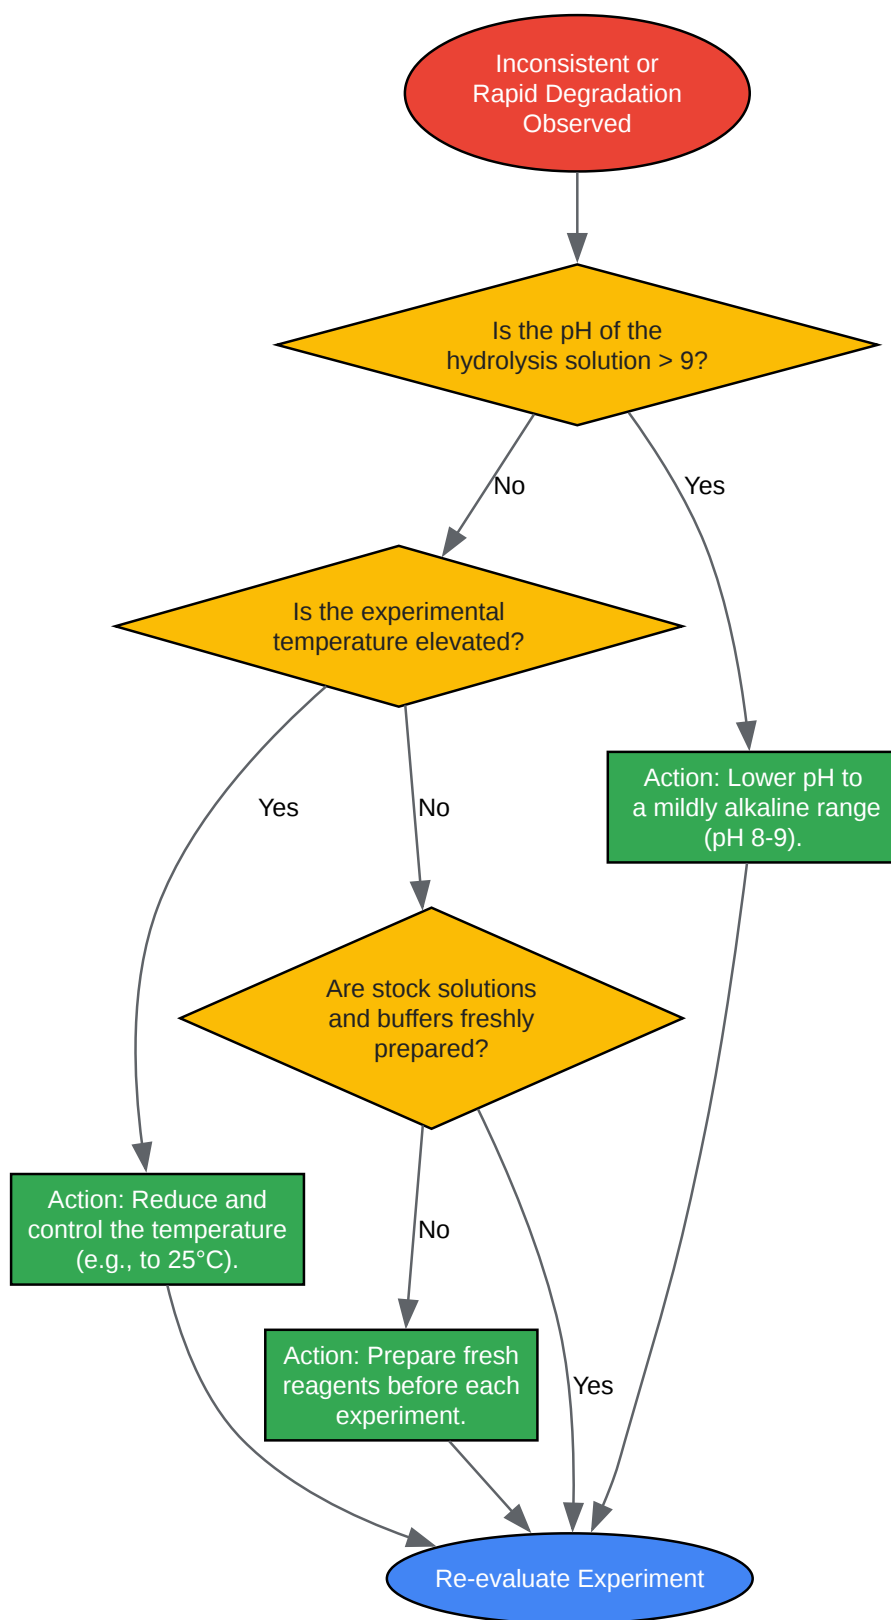 Inconsistent or
Rapid Degradation
Observed
Is the pH of the
hydrolysis solution > 9?
No
Yes
Is the experimental
temperature elevated?
Action: Lower pH to
a mildly alkaline range
(pH 8-9).
Yes
No
Are stock solutions
and buffers freshly
prepared?
Action: Reduce and
control the temperature
(e.g., to 25°C).
No
Action: Prepare fresh
reagents before each
experiment.
Yes
Re-evaluate Experiment